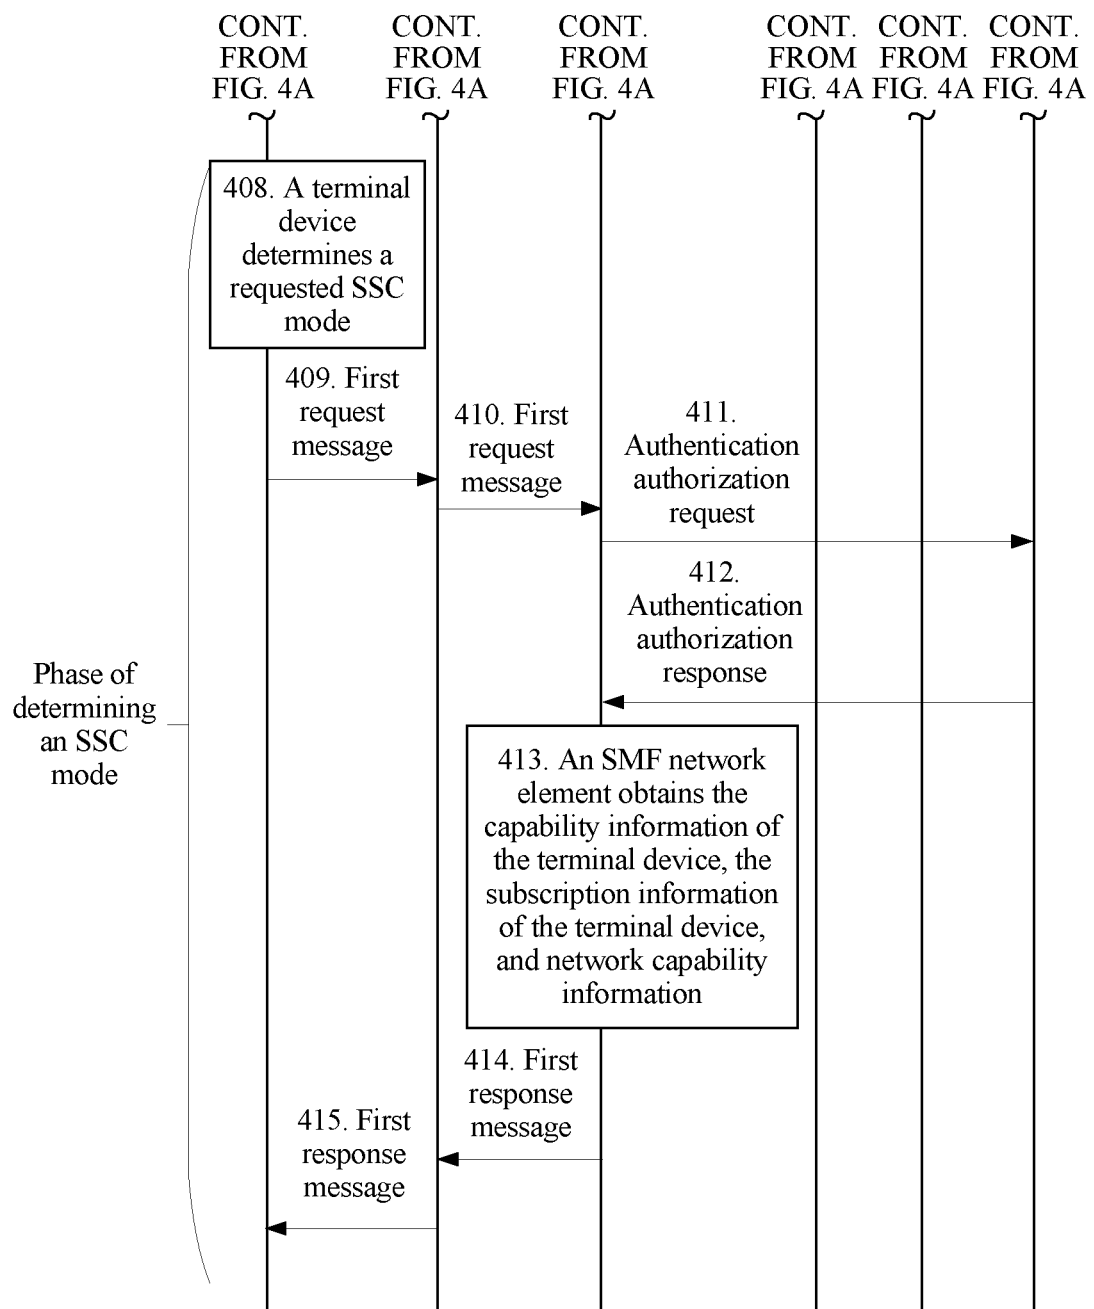 CONT.
FROM
FIG. 4A
CONT.
FROM
FIG. 4A
CONT.
FROM
FIG. 4A
CONT.
FROM
FIG. 4A
CONT.
FROM
FIG. 4A
CONT.
FROM
FIG. 4A
408. A terminal
device
determines a
requested SSC
mode
409. First
request
message
410. First
request
message
411.
Authentication
authorization
request
412.
Authentication
authorization
response
Phase of
determining
an SSC
mode
413. An SMF network
element obtains the
capability information of
the terminal device, the
subscription information
of the terminal device,
and network capability
information
414. First
response
message
415. First
response
message